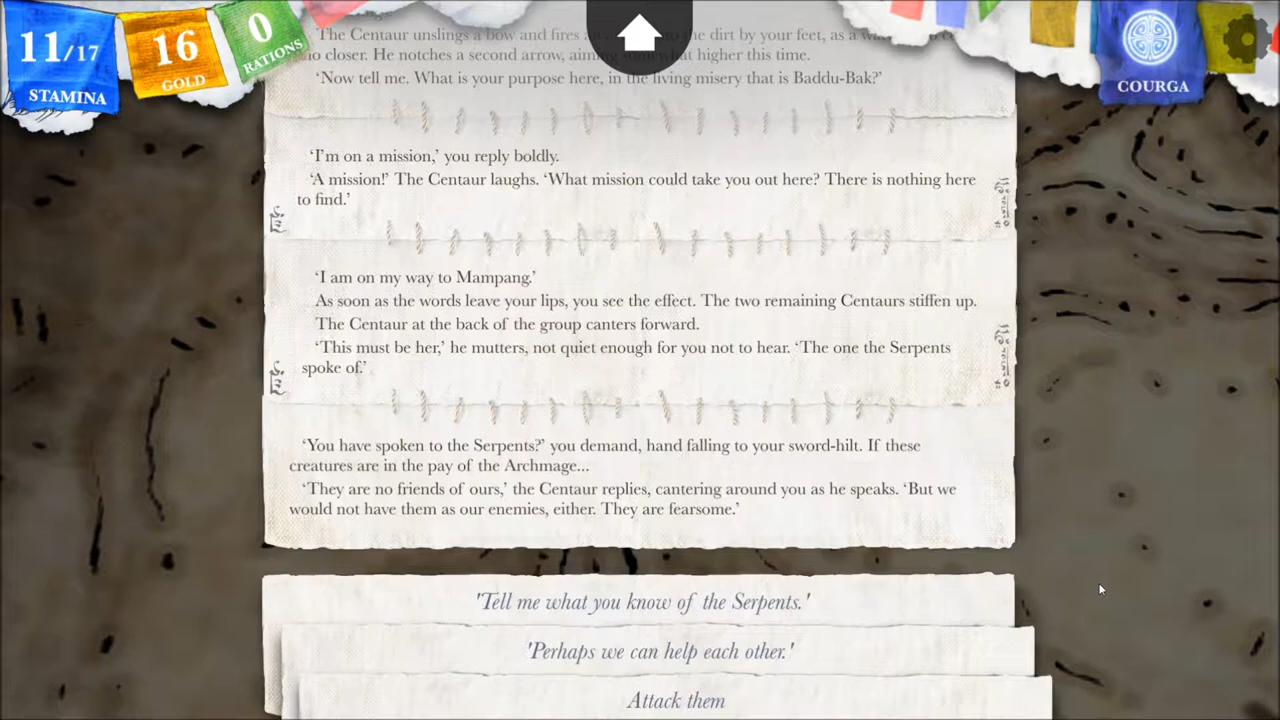 11/17
STAMINA
16
GOLD
0
RATIONS
COURGA
The Centaur unslings a bow and fires an the dirt by your feet, as a
no closer. He notches a second arrow, aiming somewhat higher this time.
‘Now tell me. What is your purpose here, in the living misery that is Baddu-Bak?’
‘I’m on a mission,’ you reply boldly.
‘A mission!’ The Centaur laughs. ‘What mission could take you out here? There is nothing here
to find.’
‘I am on my way to Mampang.’
As soon as the words leave your lips, you see the effect. The two remaining Centaurs stiffen up.
The Centaur at the back of the group canters forward.
‘This must be her,’ he mutters, not quiet enough for you not to hear. ‘The one the Serpents
spoke of.’
‘You have spoken to the Serpents?’ you demand, hand falling to your sword-hilt. If these
creatures are in the pay of the Archmage...
‘They are no friends of ours,’ the Centaur replies, cantering around you as he speaks. ‘But we
would not have them as our enemies, either. They are fearsome.’
'Tell me what you know of the Serpents.'
'Perhaps we can help each other.'
Attack them